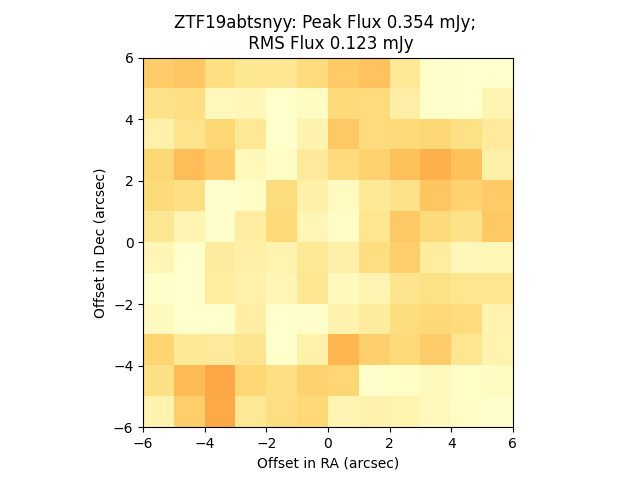 ZTF19abtsnyy: Peak Flux 0.354 mJy;
RMS Flux 0.123 mJy
6
4
2
0
−2
−4
−6
Offset in Dec (arcsec)
−6 −4 −2 0 2 4 6
Offset in RA (arcsec)